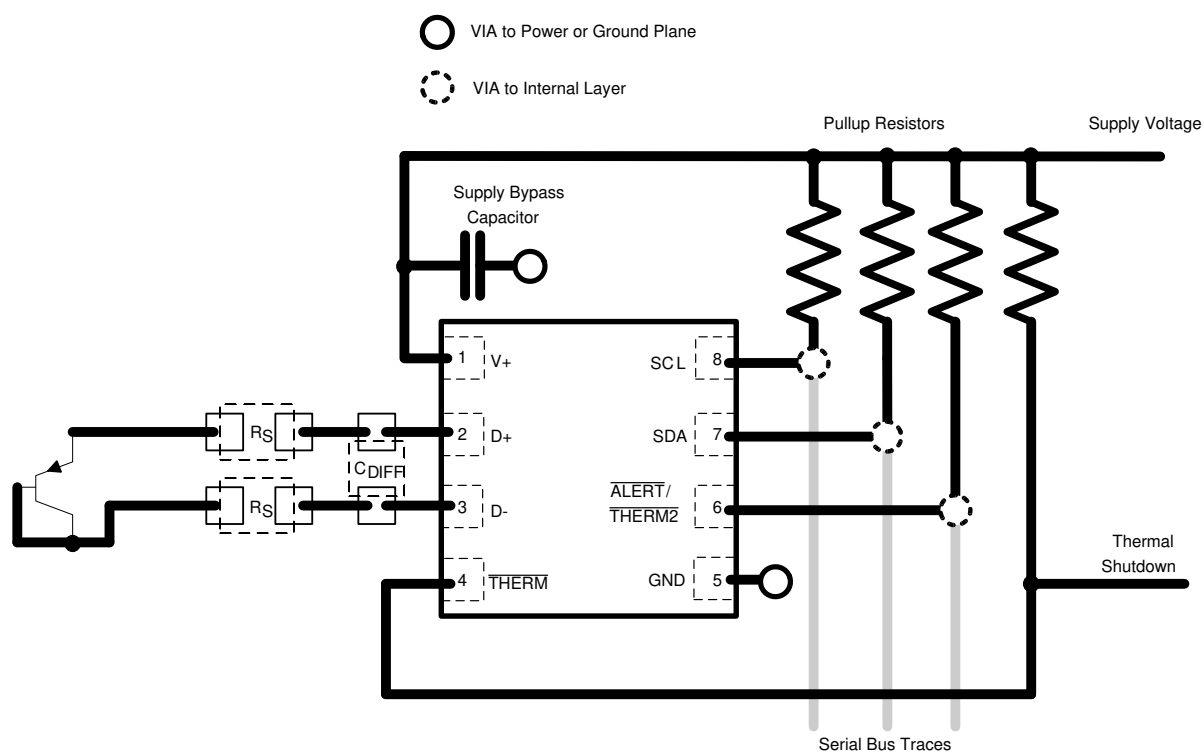 VIA to Power or Ground Plane
VIA to Internal Layer
Pullup Resistors
Supply Voltage
Supply Bypass
Capacitor
1
V+
SCL
8
RS
2
D+
SDA
7
CDIFF
RS
3
D-
ALERT/
THERM2
6
4
THERM
GND
5
Thermal
Shutdown
Serial Bus Traces